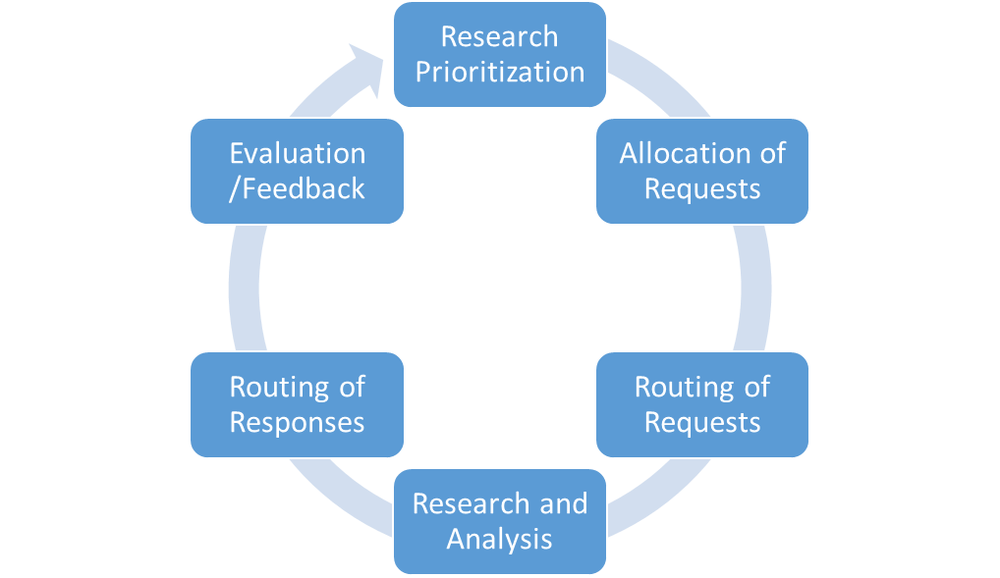 Research
Prioritization
Allocation of
Requests
Routing of
Requests
Research and
Analysis
Routing of
Responses
Evaluation
/Feedback